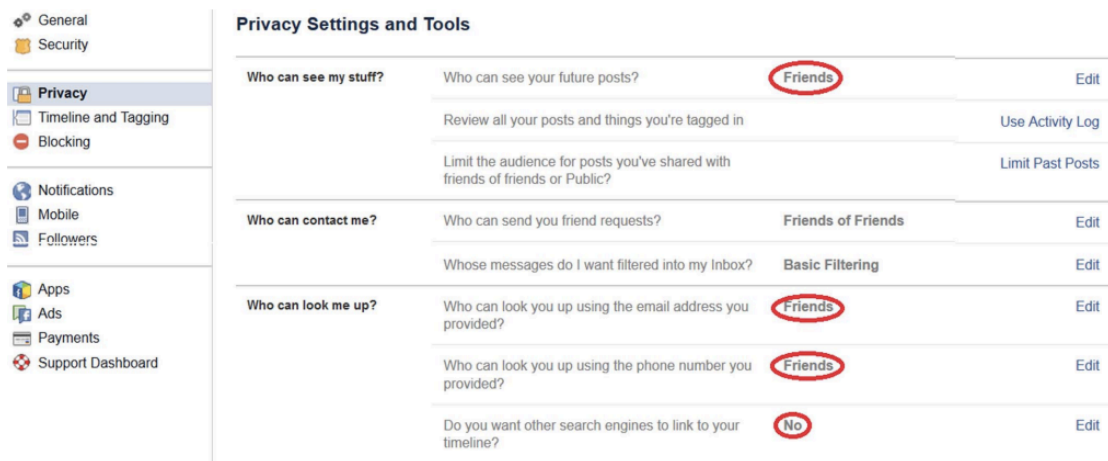 General
Security
Privacy
Timeline and Tagging
Blocking
Notifications
Mobile
Followers
Apps
Ads
Payments
Support Dashboard
Privacy Settings and Tools
Who can see my stuff?
Who can see your future posts?
Friends
Edit
Review all your posts and things you're tagged in
Use Activity Log
Limit the audience for posts you've shared with
friends of friends or Public?
Limit Past Posts
Who can contact me?
Who can send you friend requests?
Friends of Friends
Edit
Whose messages do I want filtered into my Inbox?
Basic Filtering
Edit
Who can look me up?
Who can look you up using the email address you
provided?
Friends
Edit
Who can look you up using the phone number you
provided?
Friends
Edit
Do you want other search engines to link to your
timeline?
No
Edit